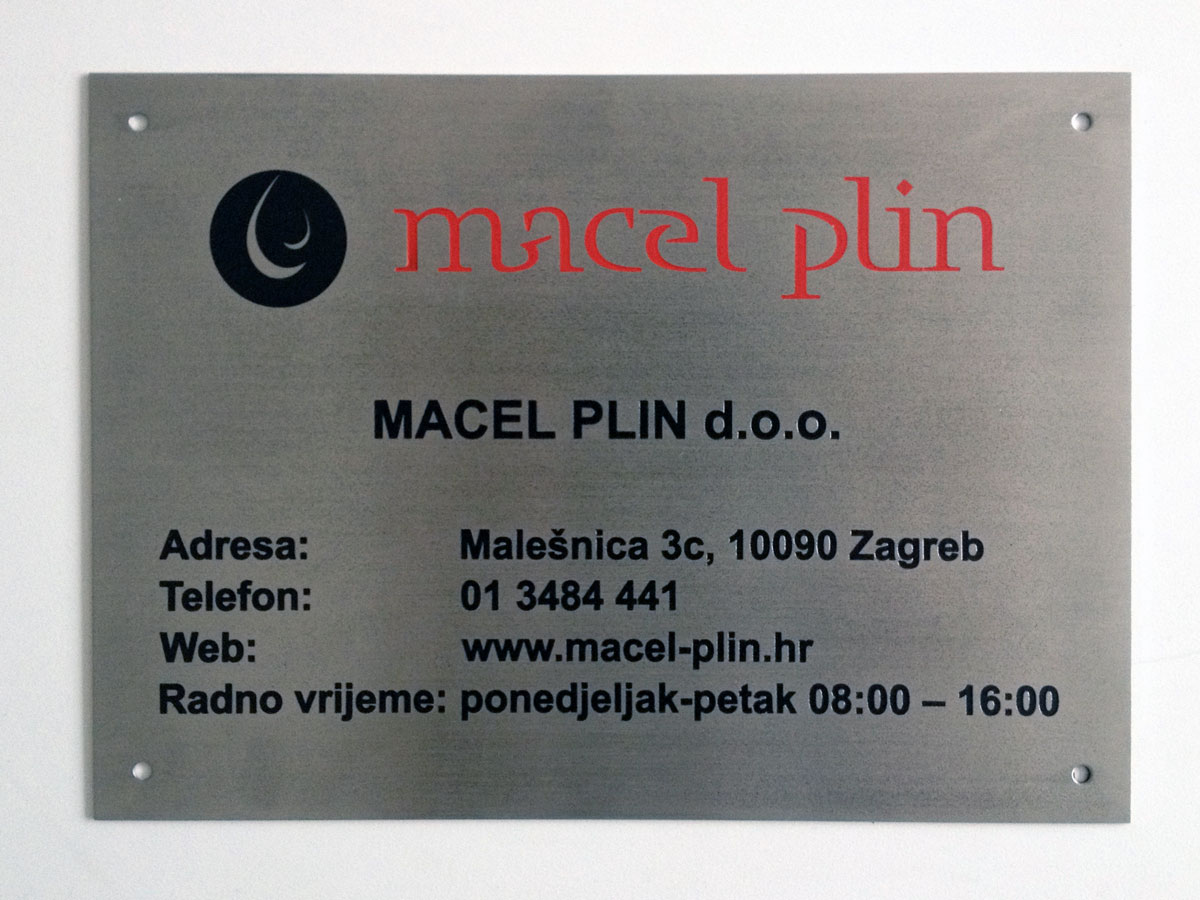 macel plin
MACEL PLIN d.o.o.
Adresa: Malešnica 3c, 10090 Zagreb
Telefon: 01 3484 441
Web: www.macel-plin.hr
Radno vrijeme: ponedjeljak-petak 08:00 – 16:00